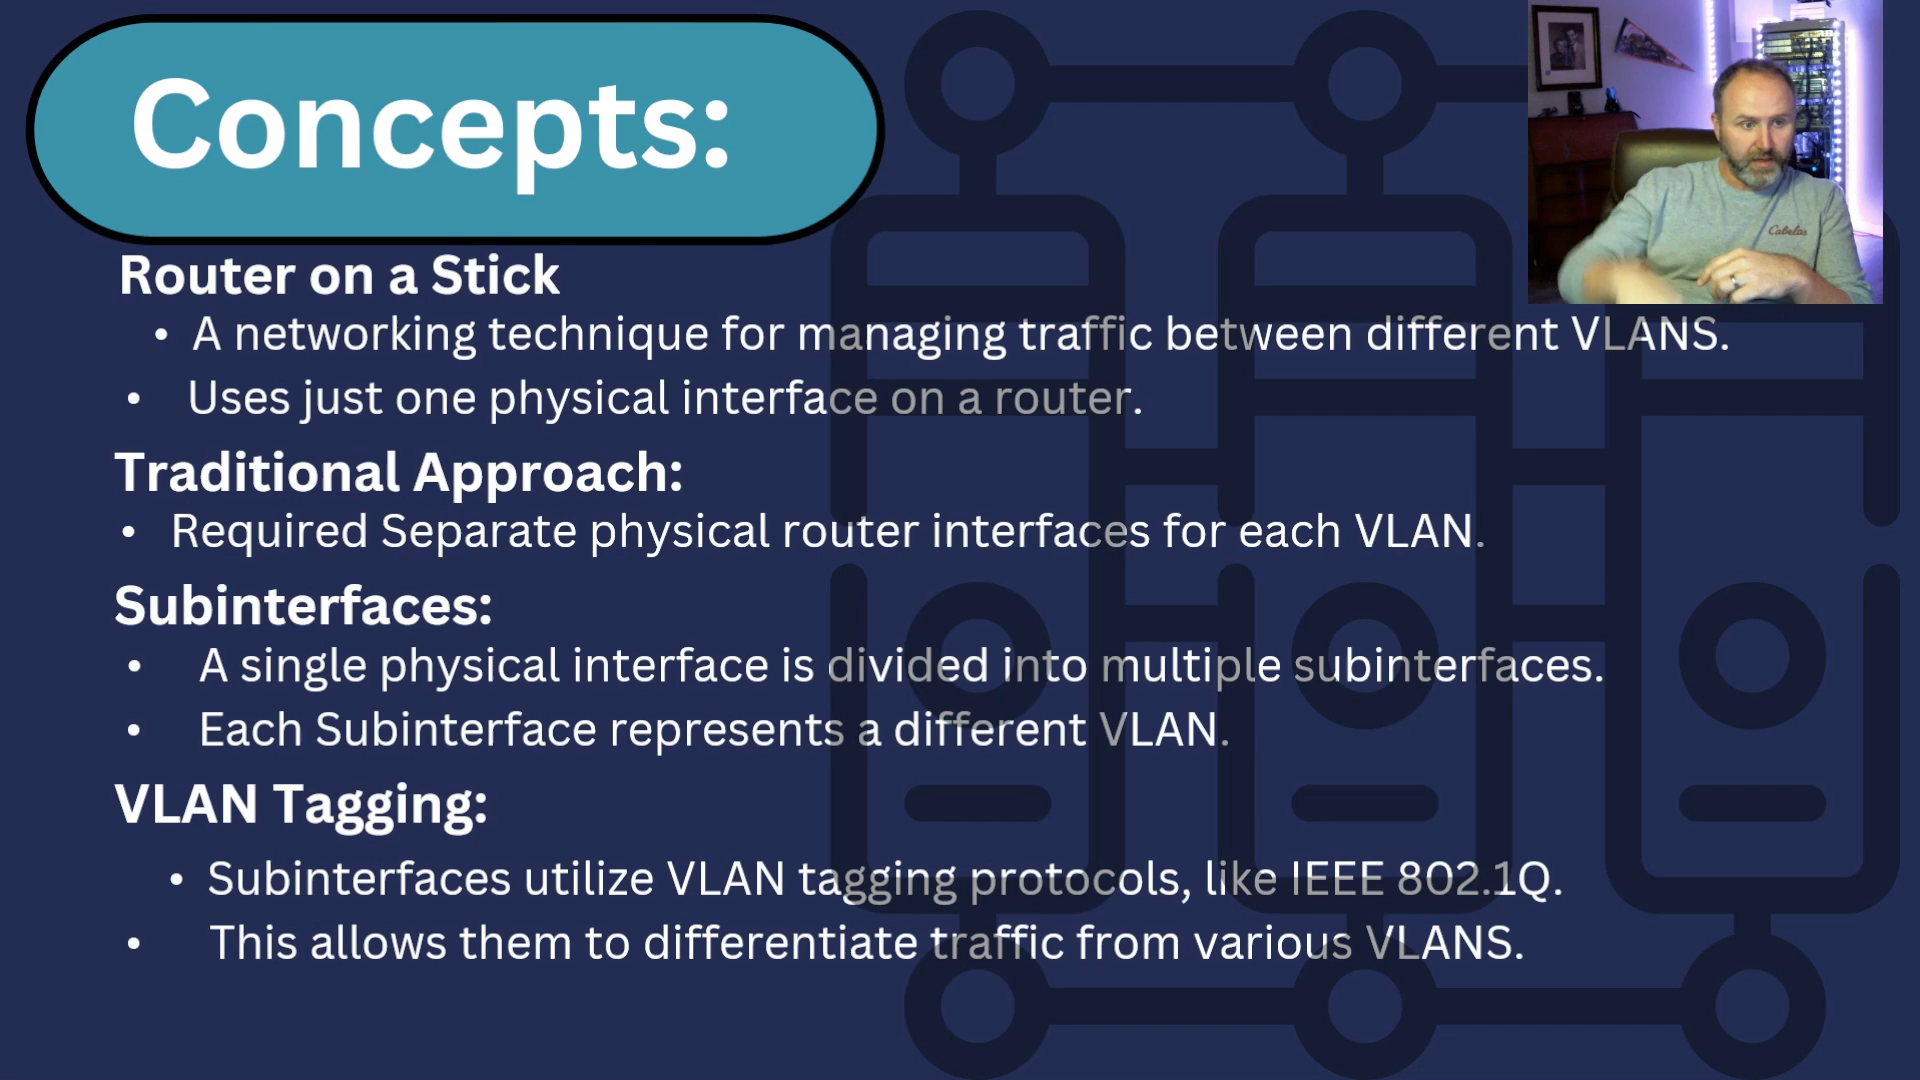 Concepts:
Cabelas
Router on a Stick
• A networking technique for managing traffic between different VLANS.
• Uses just one physical interface on a router.
Traditional Approach:
• Required Separate physical router interfaces for each VLAN.
Subinterfaces:
• A single physical interface is divided into multiple subinterfaces.
• Each Subinterface represents a different VLAN.
VLAN Tagging:
• Subinterfaces utilize VLAN tagging protocols, like IEEE 802.1Q.
• This allows them to differentiate traffic from various VLANS.